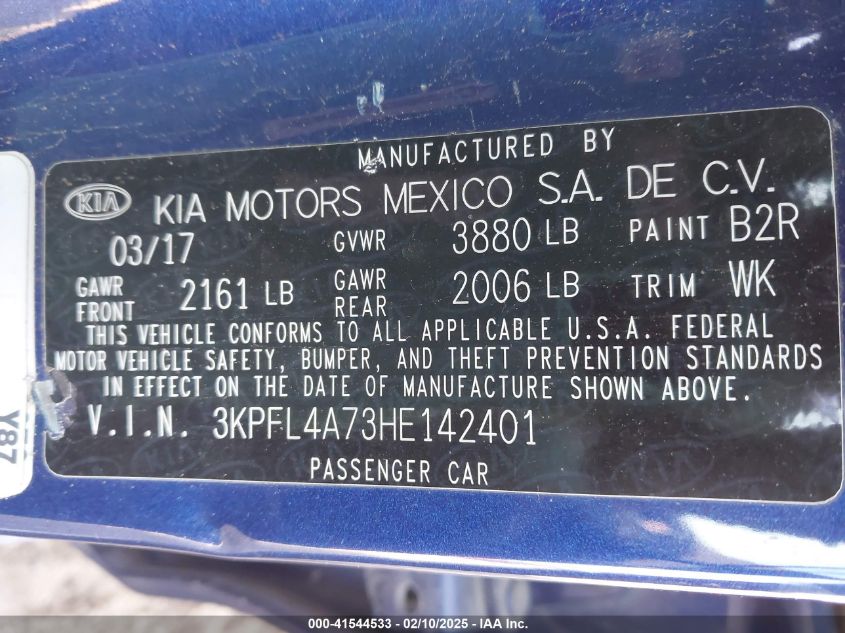 MANUFACTURED BY
KIA KIA MOTORS MEXICO S.A. DE C.V.
03/17 GVWR 3880 LB PAINT B2R
GAWR FRONT 2161 LB GAWR REAR 2006 LB TRIM WK
THIS VEHICLE CONFORMS TO ALL APPLICABLE U.S.A. FEDERAL
MOTOR VEHICLE SAFETY, BUMPER, AND THEFT PREVENTION STANDARDS
IN EFFECT ON THE DATE OF MANUFACTURE SHOWN ABOVE.
V.I.N. 3KPFL4A73HE142401
PASSENGER CAR
Y87
000-41544533 - 02/10/2025 - Copyright © 2025 IAA, Inc.